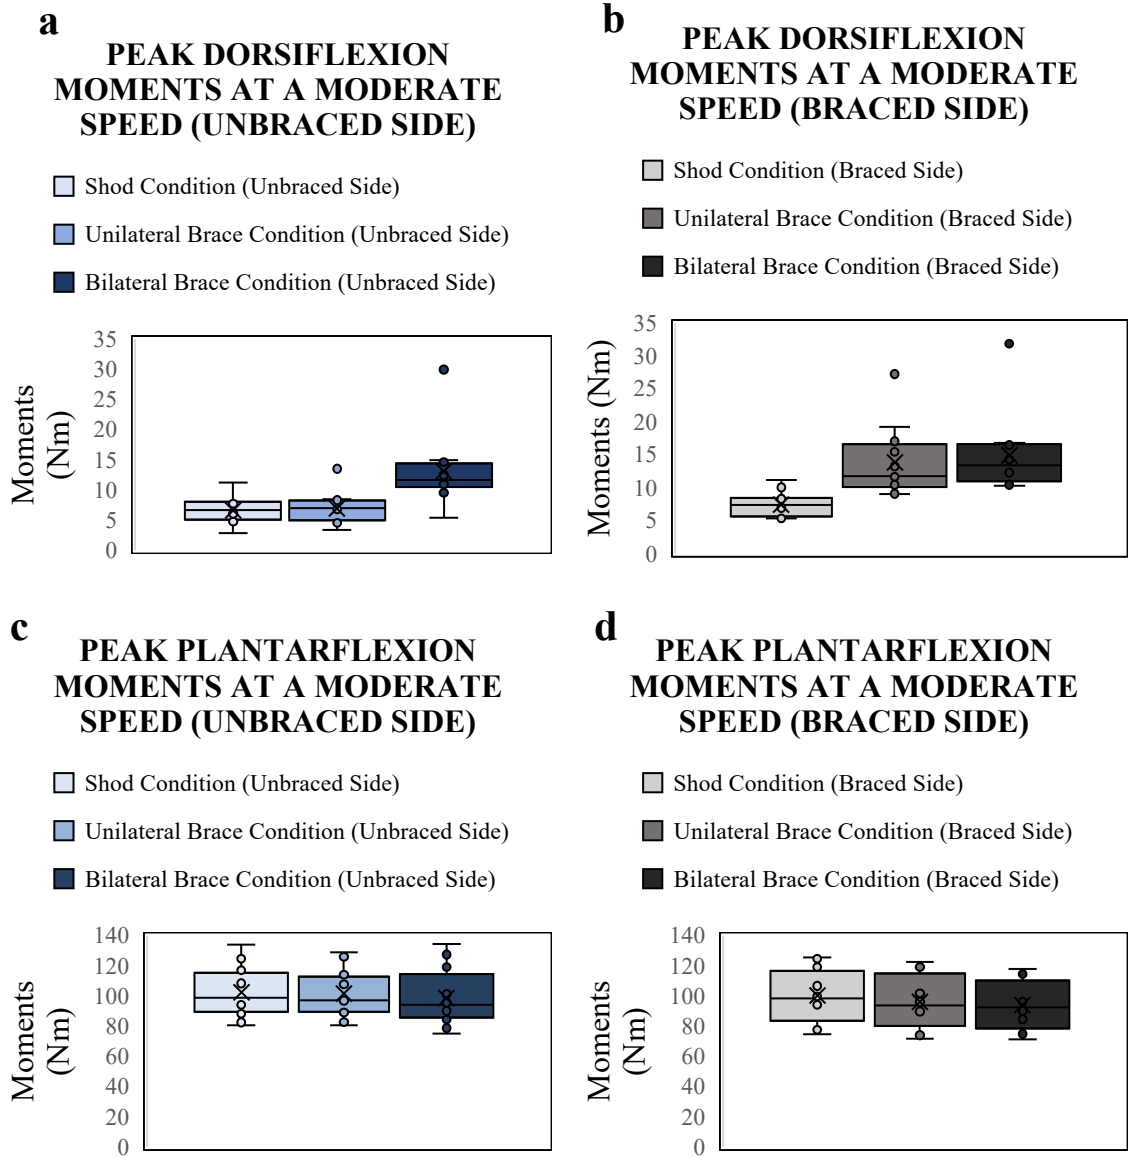 a
PEAK DORSIFLEXION
MOMENTS AT A MODERATE
SPEED (UNBRACED SIDE)
Shod Condition (Unbraced Side)
Unilateral Brace Condition (Unbraced Side)
Bilateral Brace Condition (Unbraced Side)
Moments
(Nm)
35
30
25
20
15
10
5
0
b
PEAK DORSIFLEXION
MOMENTS AT A MODERATE
SPEED (BRACED SIDE)
Shod Condition (Braced Side)
Unilateral Brace Condition (Braced Side)
Bilateral Brace Condition (Braced Side)
Moments (Nm)
35
30
25
20
15
10
5
0
c
PEAK PLANTARFLEXION
MOMENTS AT A MODERATE
SPEED (UNBRACED SIDE)
Shod Condition (Unbraced Side)
Unilateral Brace Condition (Unbraced Side)
Bilateral Brace Condition (Unbraced Side)
Moments
(Nm)
140
120
100
80
60
40
20
0
d
PEAK PLANTARFLEXION
MOMENTS AT A MODERATE
SPEED (BRACED SIDE)
Shod Condition (Braced Side)
Unilateral Brace Condition (Braced Side)
Bilateral Brace Condition (Braced Side)
Moments
(Nm)
140
120
100
80
60
40
20
0